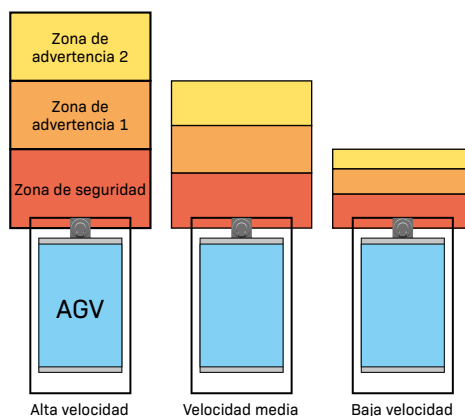 Zona de
advertencia 2
Zona de
advertencia 1
Zona de seguridad
AGV
Alta velocidad
Velocidad media
Baja velocidad